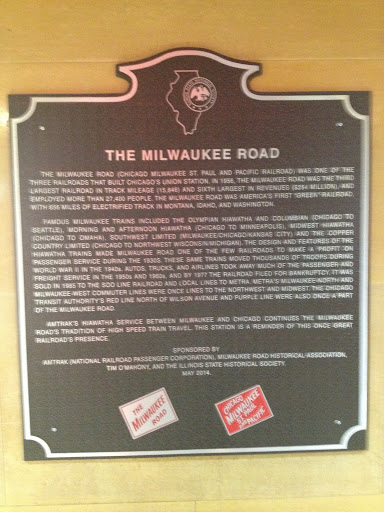 THE MILWAUKEE ROAD
THE MILWAUKEE ROAD (CHICAGO MILWAUKEE ST. PAUL AND PACIFIC RAILROAD) WAS ONE OF THE
THREE RAILROADS THAT BUILT CHICAGO'S UNION STATION. IN 1956, THE MILWAUKEE ROAD WAS THE THIRD
LARGEST RAILROAD IN TRACK MILEAGE (15,645) AND SIXTH LARGEST IN REVENUES ($254 MILLION), AND
EMPLOYED MORE THAN 27,400 PEOPLE. THE MILWAUKEE ROAD WAS AMERICA'S FIRST "GREEN" RAILROAD,
WITH 656 MILES OF ELECTRIFIED TRACK IN MONTANA, IDAHO, AND WASHINGTON.
FAMOUS MILWAUKEE TRAINS INCLUDED THE OLYMPIAN HIAWATHA AND COLUMBIAN (CHICAGO TO
SEATTLE), MORNING AND AFTERNOON HIAWATHA (CHICAGO TO MINNEAPOLIS), MIDWEST HIAWATHA
(CHICAGO TO OMAHA), SOUTHWEST LIMITED (MILWAUKEE/CHICAGO/KANSAS CITY) AND THE COPPER
COUNTRY LIMITED (CHICAGO TO NORTHWEST WISCONSIN/MICHIGAN). THE DESIGN AND FEATURES OF THE
HIAWATHA TRAINS MADE MILWAUKEE ROAD ONE OF THE FEW RAILROADS TO MAKE A PROFIT ON
PASSENGER SERVICE DURING THE 1930S. THESE SAME TRAINS MOVED THOUSANDS OF TROOPS DURING
WORLD WAR II IN THE 1940s. AUTOS, TRUCKS, AND AIRLINES TOOK AWAY MUCH OF THE PASSENGER AND
FREIGHT SERVICE IN THE 1950s AND 1960s, AND BY 1977 THE RAILROAD FILED FOR BANKRUPTCY. IT WAS
SOLD IN 1985 TO THE SOO LINE RAILROAD AND LOCAL LINES TO METRA. METRA'S MILWAUKEE-NORTH AND
MILWAUKEE-WEST COMMUTER LINES WERE ONCE LINES TO THE NORTHWEST AND MIDWEST. THE CHICAGO
TRANSIT AUTHORITY'S RED LINE NORTH OF WILSON AVENUE AND PURPLE LINE WERE ALSO ONCE A PART
OF THE MILWAUKEE ROAD.
AMTRAK'S HIAWATHA SERVICE BETWEEN MILWAUKEE AND CHICAGO CONTINUES THE MILWAUKEE
ROAD'S TRADITION OF HIGH SPEED TRAIN TRAVEL. THIS STATION IS A REMINDER OF THIS ONCE GREAT
RAILROAD'S PRESENCE.
SPONSORED BY
AMTRAK (NATIONAL RAILROAD PASSENGER CORPORATION), MILWAUKEE ROAD HISTORICAL ASSOCIATION,
TIM O'MAHONY, AND THE ILLINOIS STATE HISTORICAL SOCIETY.
MAY 2014.
THE
MILWAUKEE
ROAD
CHICAGO
MILWAUKEE
ST. PAUL
AND PACIFIC